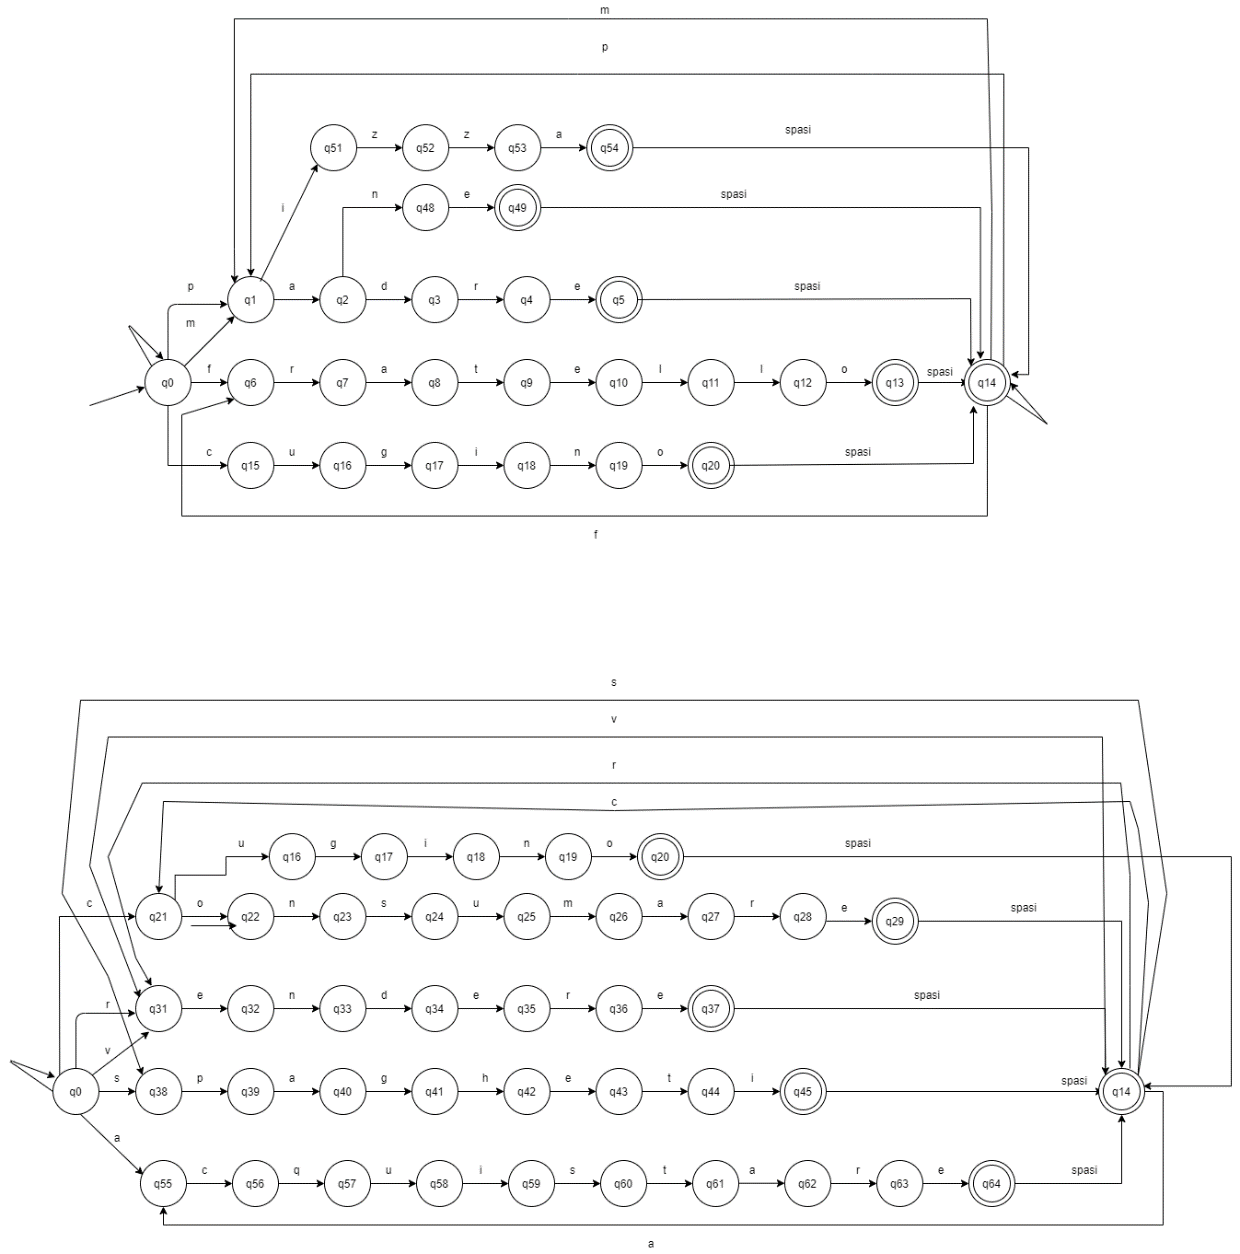 m
p
q51 z q52 z q53 a q54 spasi
i n q48 e q49 spasi
p q1 a q2 d q3 r q4 e q5 spasi
m
q0 f q6 r q7 a q8 t q9 e q10 l q11 l q12 o q13 spasi q14
c q15 u q16 g q17 i q18 n q19 o q20 spasi
f
s
v
r
c
u q16 g q17 i q18 n q19 o q20 spasi
c q21 o q22 n q23 s q24 u q25 m q26 a q27 r q28 e q29 spasi
r q31 e q32 n q33 d q34 e q35 r q36 e q37 spasi
v
q0 s q38 p q39 a q40 g q41 h q42 e q43 t q44 i q45 spasi q14
a
q55 c q56 q q57 u q58 i q59 s q60 t q61 a q62 r q63 e q64 spasi
a